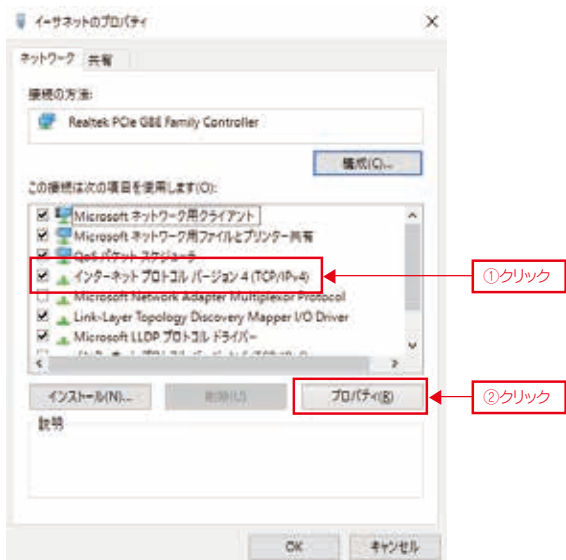 イーサネットのプロパティ
ネットワーク 共有
接続の方法:
Realtek PCIe GBE Family Controller
構成(C)...
この接続は次の項目を使用します(O):
Microsoft ネットワーク用クライアント
Microsoft ネットワーク用ファイルとプリンター共有
QoS パケット スケジューラ
インターネット プロトコル バージョン 4 (TCP/IPv4)
①クリック
Microsoft Network Adapter Multiplexor Protocol
Link-Layer Topology Discovery Mapper I/O Driver
Microsoft LLDP プロトコル ドライバー
インストール(N)...
削除(U)
プロパティ(R)
②クリック
説明
OK
キャンセル